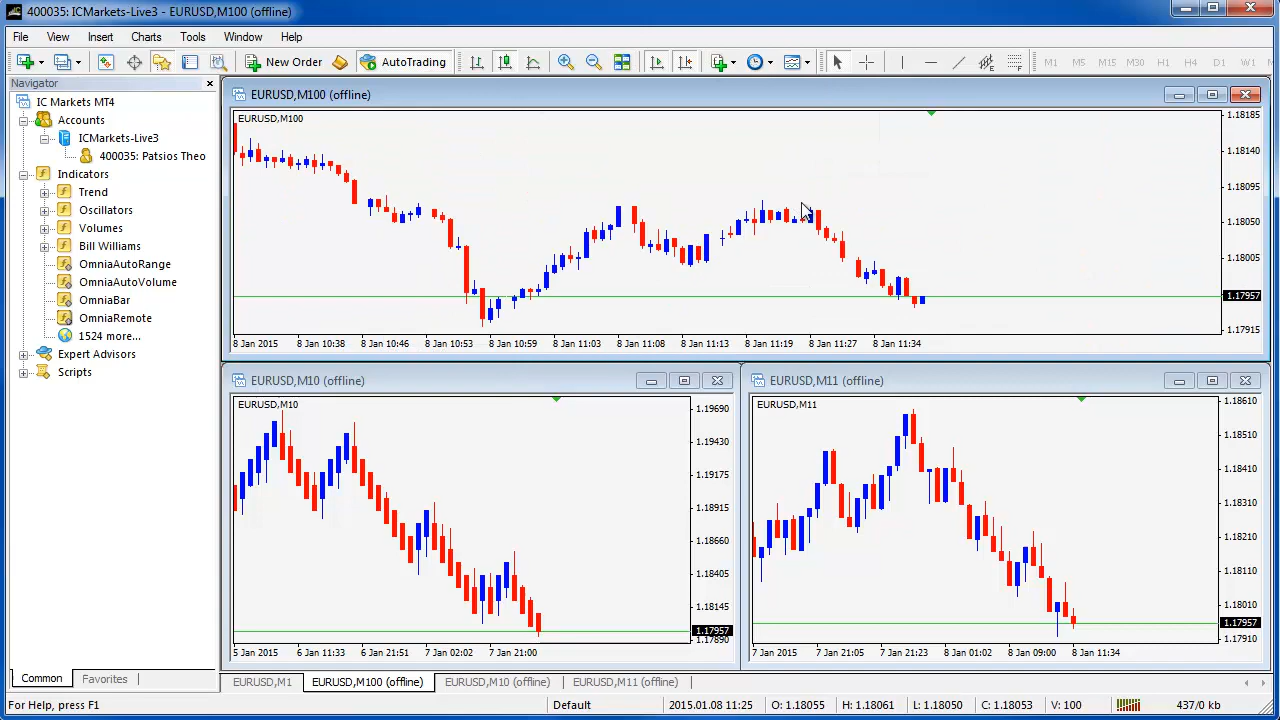 400035: ICMarkets-Live3 - EURUSD,M100 (offline)
File View Insert Charts Tools Window Help
New Order AutoTrading M1 M5 M15 M30 H1 H4 D1 W1
Navigator
IC Markets MT4
Accounts
ICMarkets-Live3
400035: Patsios Theo
Indicators
Trend
Oscillators
Volumes
Bill Williams
OmniaAutoRange
OmniaAutoVolume
OmniaBar
OmniaRemote
1524 more...
Expert Advisors
Scripts
Common Favorites
EURUSD,M100 (offline)
EURUSD,M100
1.18185
1.18140
1.18095
1.18050
1.18005
1.17957
1.17915
8 Jan 2015 8 Jan 10:38 8 Jan 10:46 8 Jan 10:53 8 Jan 10:59 8 Jan 11:03 8 Jan 11:08 8 Jan 11:13 8 Jan 11:19 8 Jan 11:27 8 Jan 11:34
EURUSD,M10 (offline)
EURUSD,M10
1.19690
1.19430
1.19175
1.18915
1.18660
1.18405
1.18145
1.17957
1.17890
5 Jan 2015 6 Jan 11:33 6 Jan 21:51 7 Jan 02:02 7 Jan 21:00
EURUSD,M11 (offline)
EURUSD,M11
1.18610
1.18510
1.18410
1.18310
1.18210
1.18110
1.18010
1.17957
1.17910
7 Jan 2015 7 Jan 21:05 7 Jan 21:23 8 Jan 01:02 8 Jan 09:00 8 Jan 11:34
EURUSD,M1 EURUSD,M100 (offline) EURUSD,M10 (offline) EURUSD,M11 (offline)
For Help, press F1 Default 2015.01.08 11:25 O: 1.18055 H: 1.18061 L: 1.18050 C: 1.18053 V: 100 437/0 kb